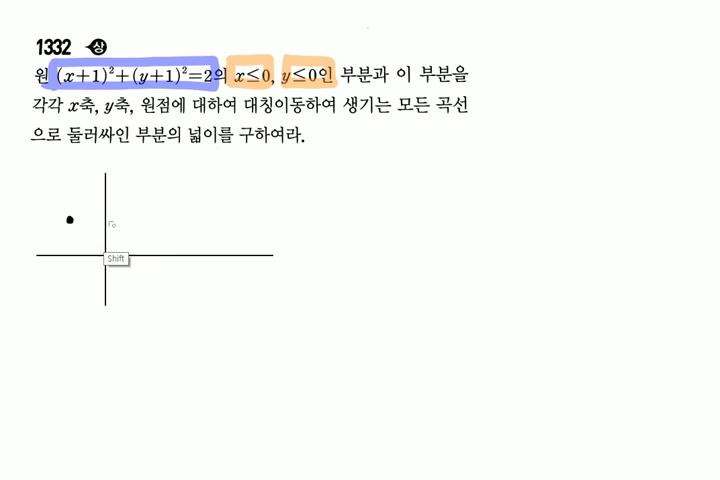 1332 상
원 (x+1)²+(y+1)²=2의 x≤0, y≤0인 부분과 이 부분을
각각 x축, y축, 원점에 대하여 대칭이동하여 생기는 모든 곡선
으로 둘러싸인 부분의 넓이를 구하여라.
Shift